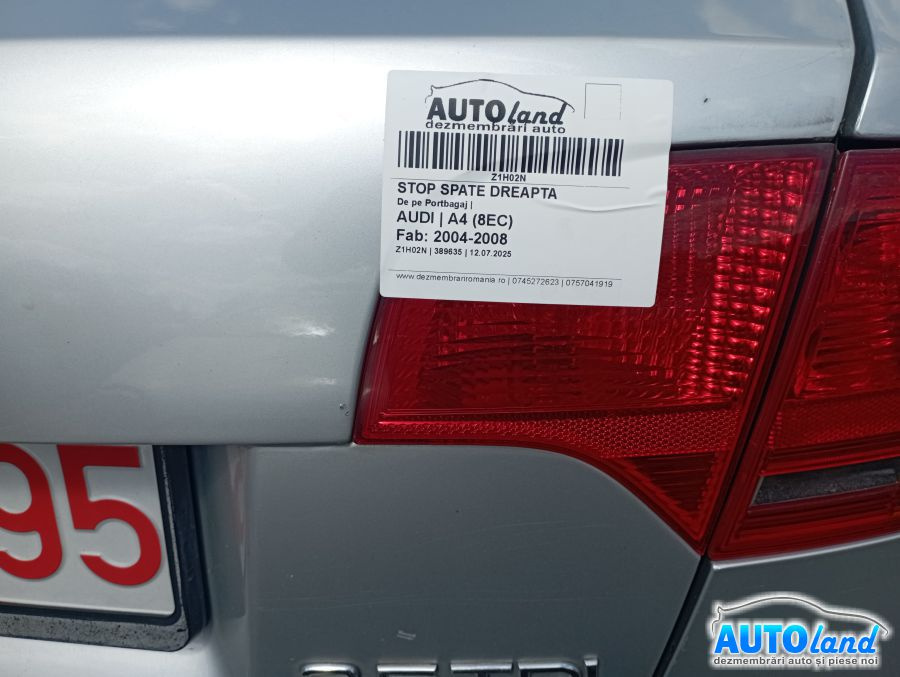 AUTOland
dezmembrări auto
Z1H02N
STOP SPATE DREAPTA
De pe Portbagaj |
AUDI | A4 (8EC)
Fab: 2004-2008
Z1H02N | 389635 | 12.07.2025
www.dezmembrariromania.ro | 0745272623 | 0757041919
95
AUTOland
dezmembrări auto și piese noi